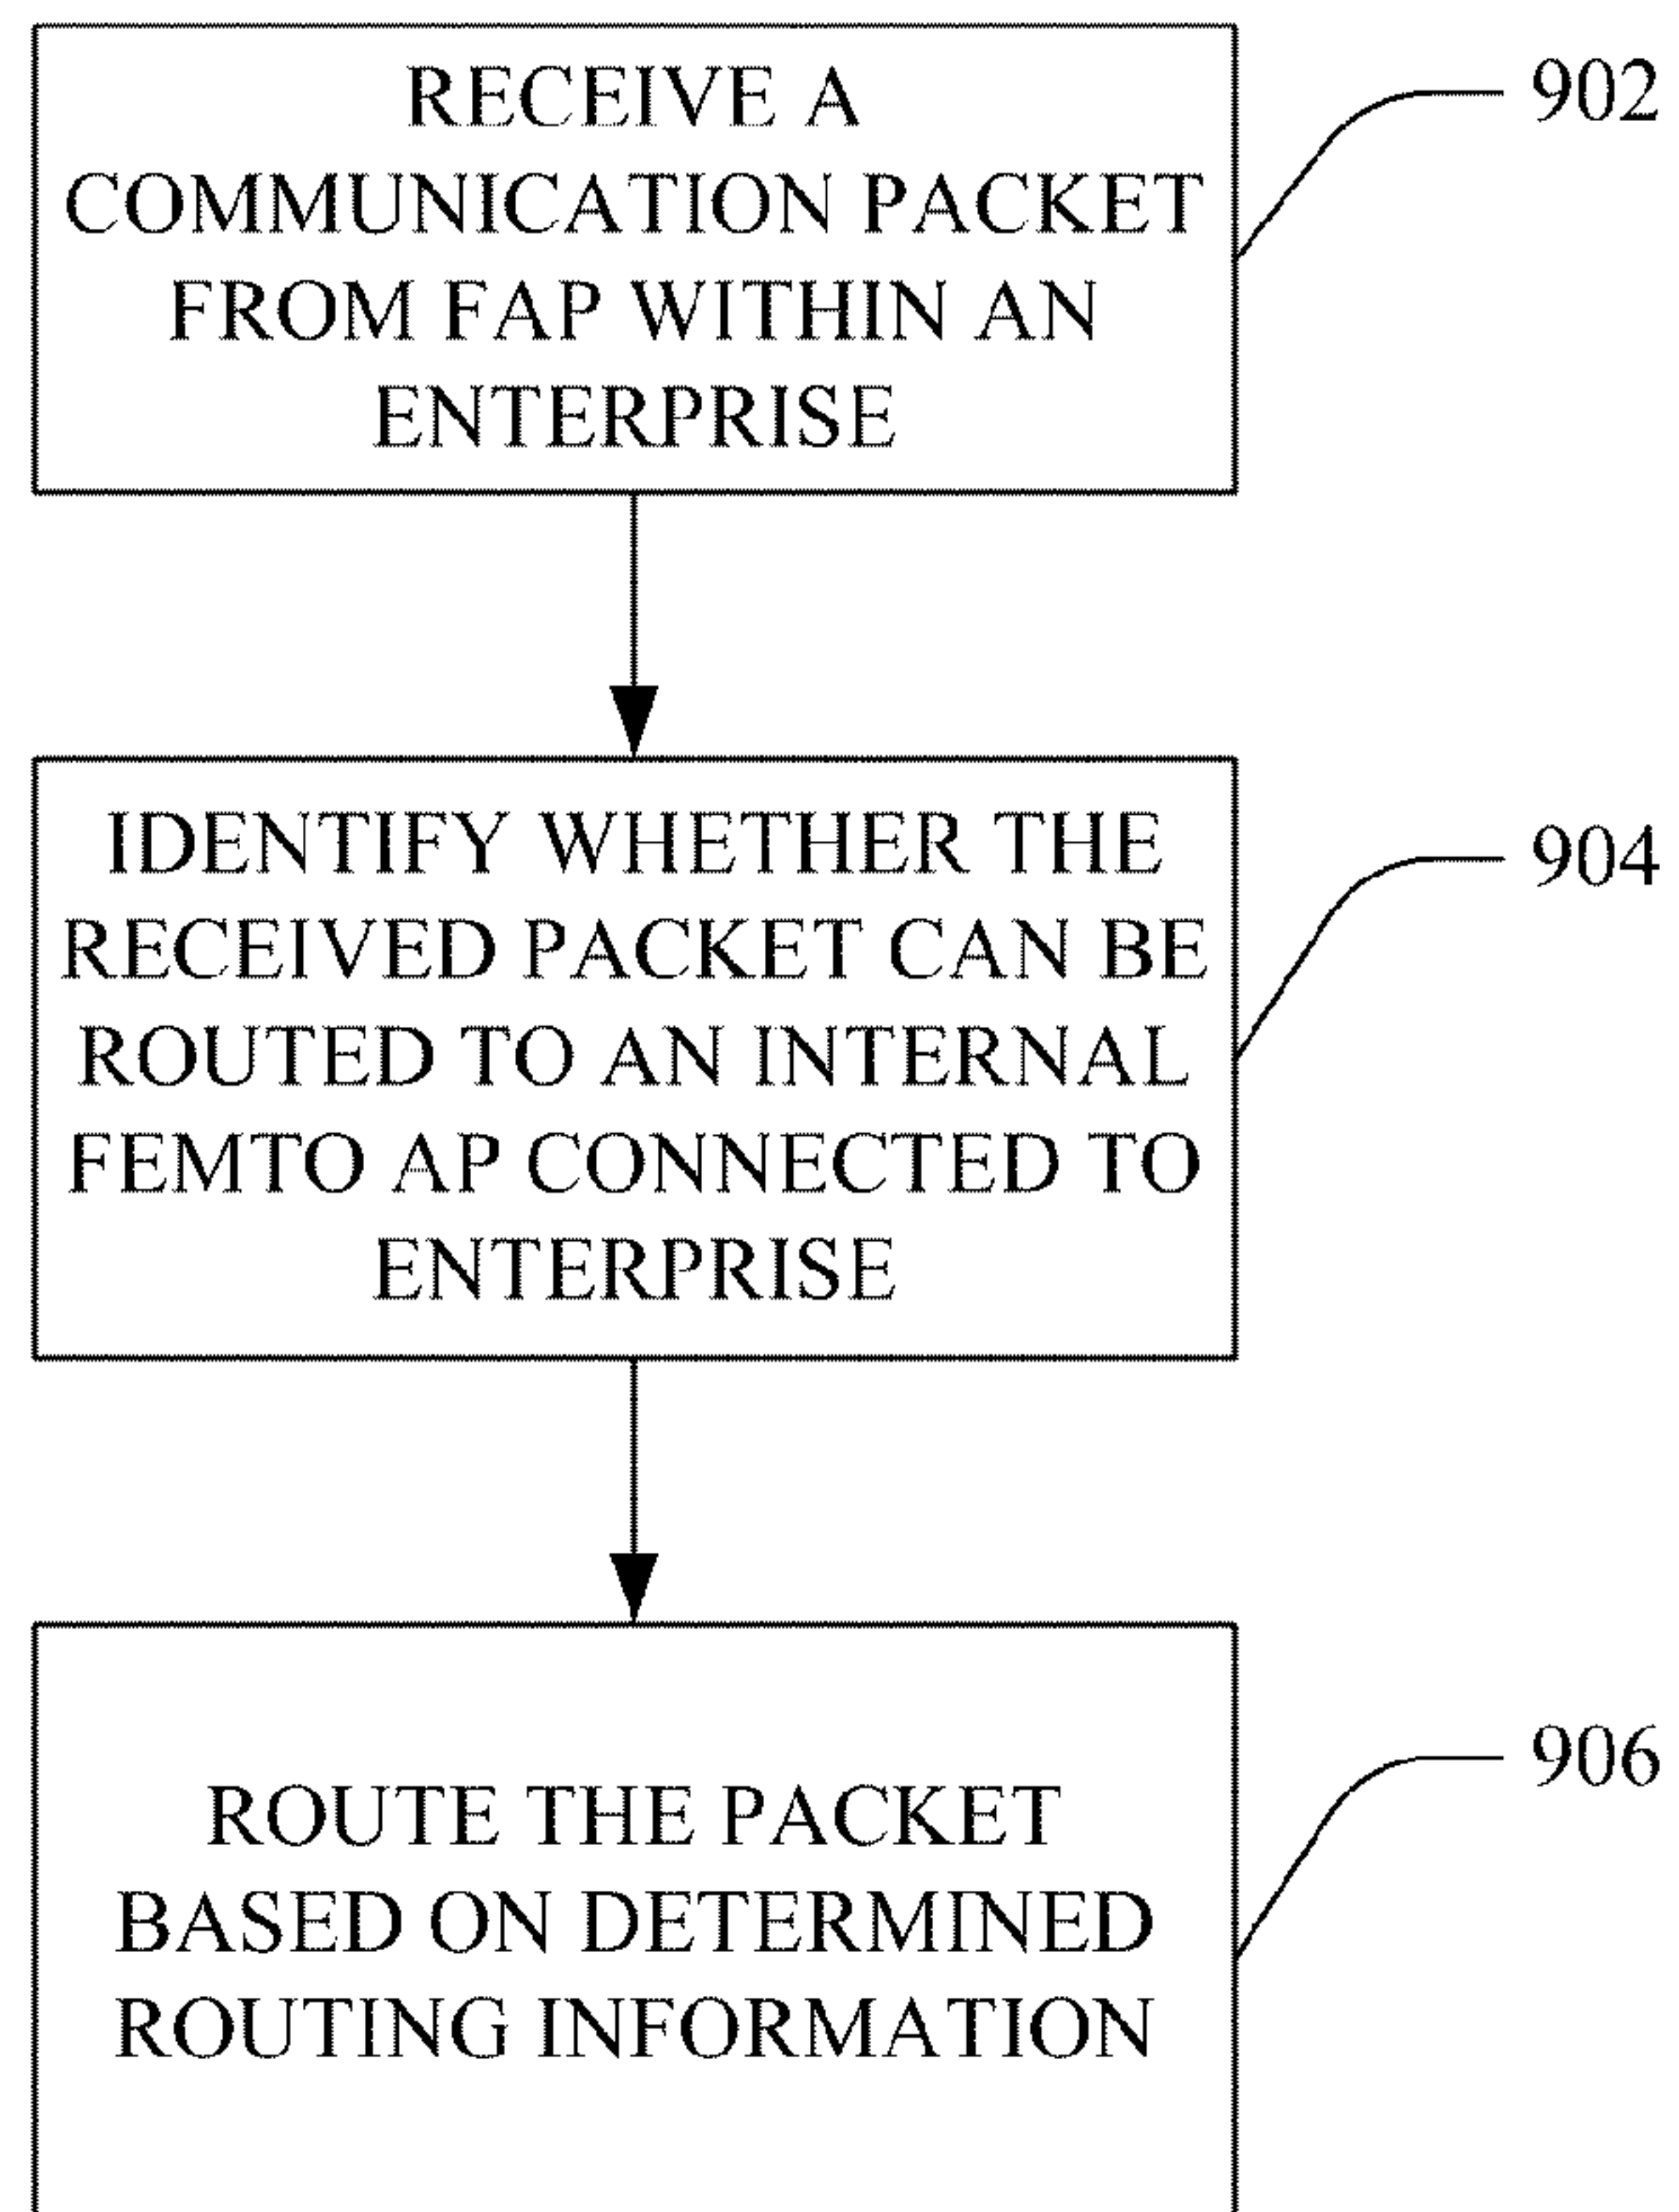 RECEIVE A
COMMUNICATION PACKET
FROM FAP WITHIN AN
ENTERPRISE
902
IDENTIFY WHETHER THE
RECEIVED PACKET CAN BE
ROUTED TO AN INTERNAL
FEMTO AP CONNECTED TO
ENTERPRISE
904
ROUTE THE PACKET
BASED ON DETERMINED
ROUTING INFORMATION
906